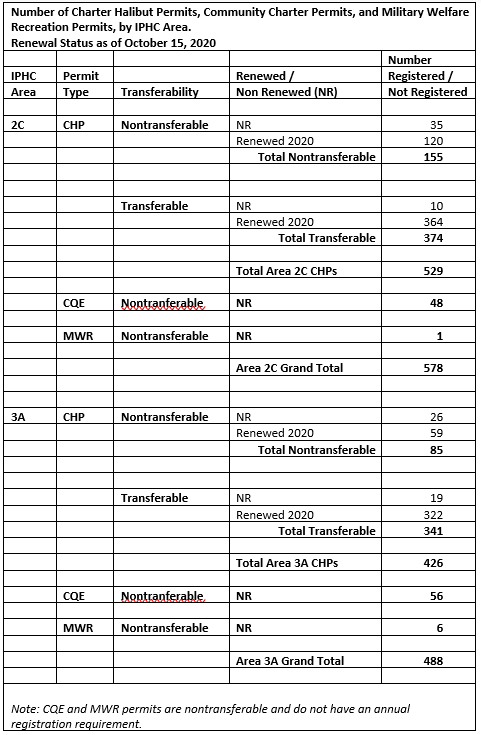 Number of Charter Halibut Permits, Community Charter Permits, and Military Welfare
Recreation Permits, by IPHC Area.
Renewal Status as of October 15, 2020
Number
IPHC Permit Renewed / Registered /
Area Type Transferability Non Renewed (NR) Not Registered
2C CHP Nontransferable NR 35
Renewed 2020 120
Total Nontransferable 155
Transferable NR 10
Renewed 2020 364
Total Transferable 374
Total Area 2C CHPs 529
CQE Nontranferable NR 48
MWR Nontransferable NR 1
Area 2C Grand Total 578
3A CHP Nontransferable NR 26
Renewed 2020 59
Total Nontransferable 85
Transferable NR 19
Renewed 2020 322
Total Transferable 341
Total Area 3A CHPs 426
CQE Nontranferable NR 56
MWR Nontransferable NR 6
Area 3A Grand Total 488
Note: CQE and MWR permits are nontransferable and do not have an annual
registration requirement.